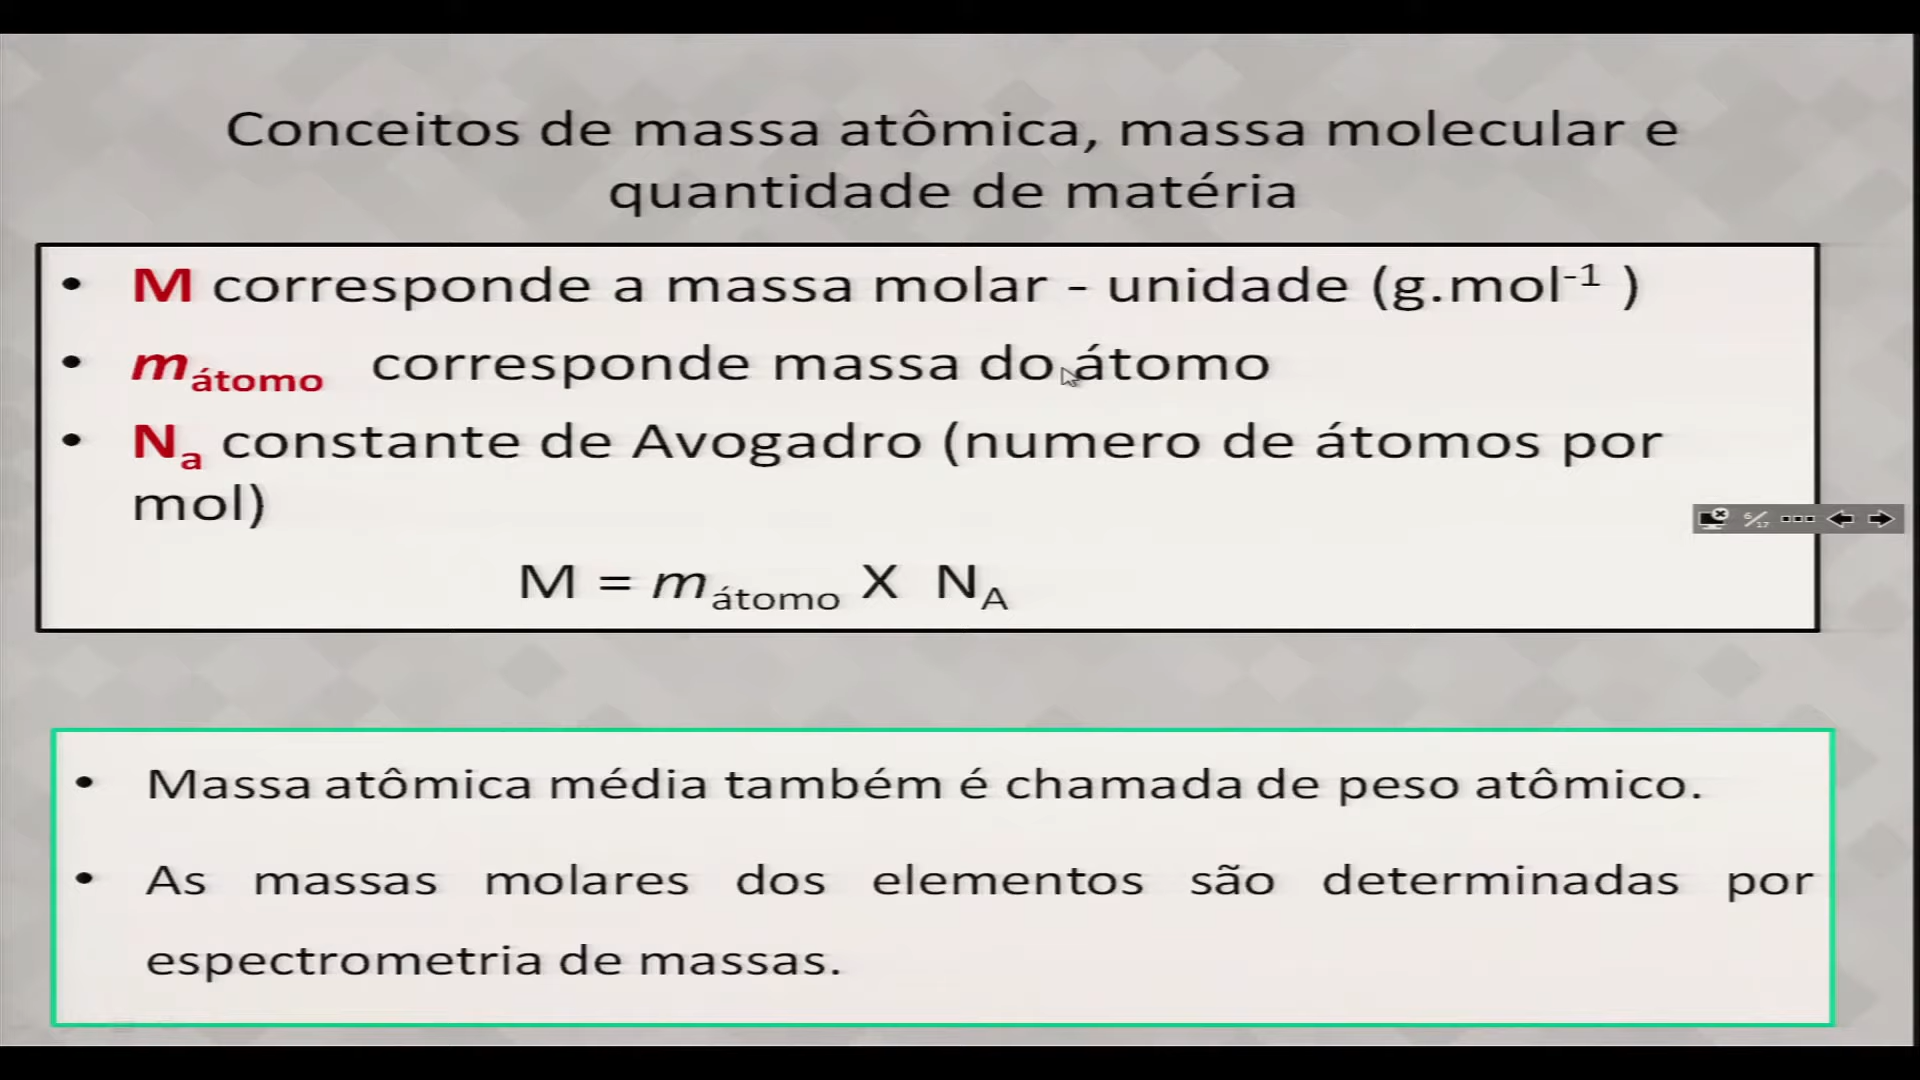 Conceitos de massa atômica, massa molecular e
quantidade de matéria
• M corresponde a massa molar - unidade (g.mol⁻¹ )
• mátomo corresponde massa do átomo
• Na constante de Avogadro (numero de átomos por
mol)
M = mátomo X NA
6/17
• Massa atômica média também é chamada de peso atômico.
• As massas molares dos elementos são determinadas por
espectrometria de massas.